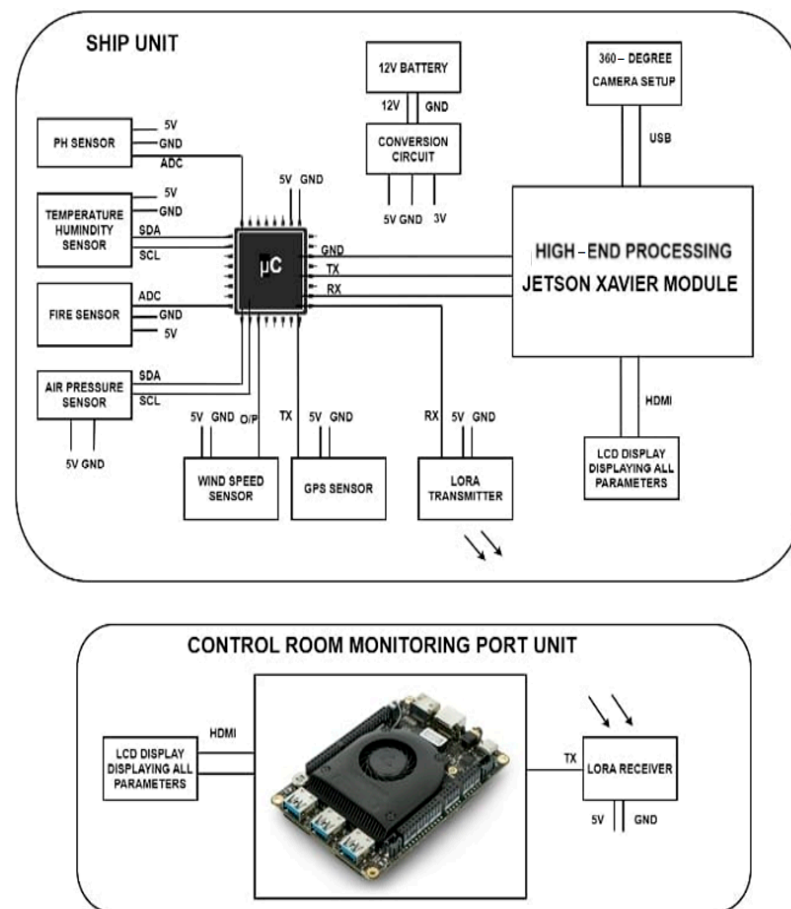 SHIP UNIT
12V BATTERY
12V
GND
CONVERSION
CIRCUIT
5V GND
3V
360– DEGREE
CAMERA SETUP
USB
PH SENSOR
5V
GND
ADC
TEMPERATURE
HUMINDITY
SENSOR
5V
GND
SDA
SCL
FIRE SENSOR
ADC
GND
5V
AIR PRESSURE
SENSOR
SDA
SCL
5V GND
5V
GND
µC
GND
TX
RX
HIGH–END PROCESSING
JETSON XAVIER MODULE
HDMI
LCD DISPLAY
DISPLAYING ALL
PARAMETERS
5V
GND
O/P
WIND SPEED
SENSOR
TX
5V
GND
GPS SENSOR
RX
5V
GND
LORA
TRANSMITTER
CONTROL ROOM MONITORING PORT UNIT
LCD DISPLAY
DISPLAYING ALL
PARAMETERS
HDMI
TX
LORA RECEIVER
5V
GND